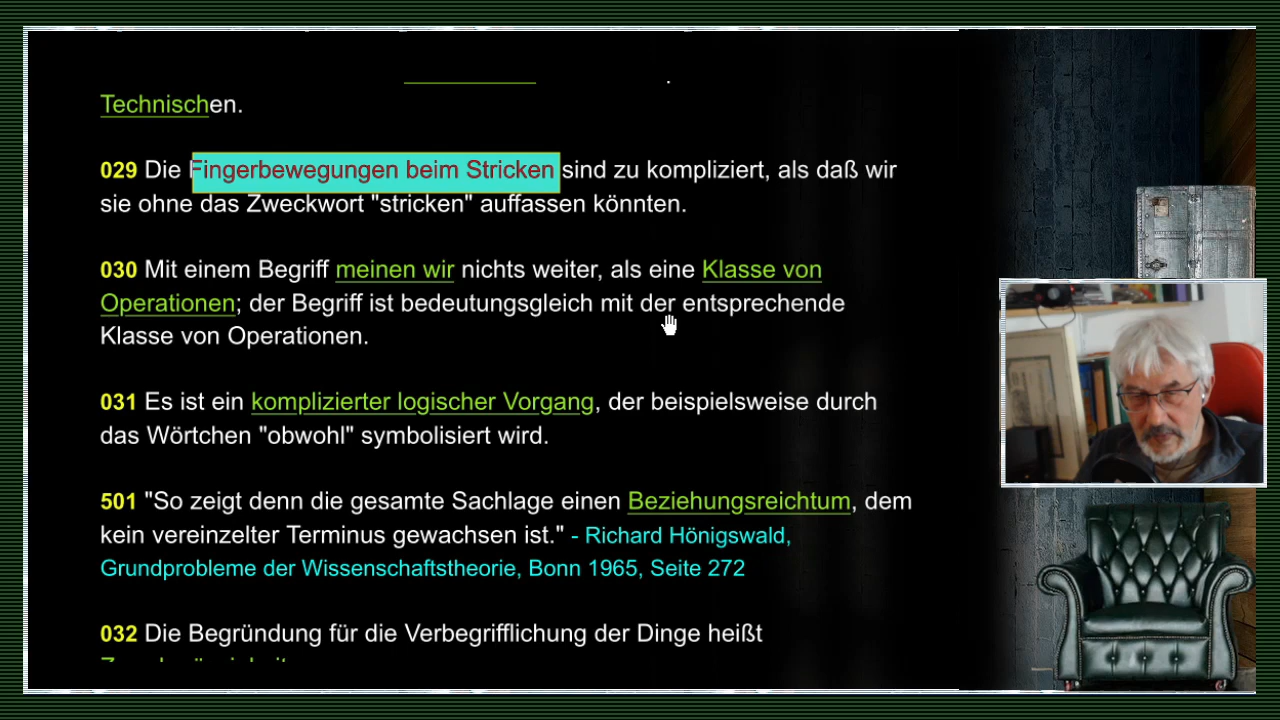 Technischen.
029 Die Fingerbewegungen beim Stricken sind zu kompliziert, als daß wir
sie ohne das Zweckwort "stricken" auffassen könnten.
030 Mit einem Begriff meinen wir nichts weiter, als eine Klasse von
Operationen; der Begriff ist bedeutungsgleich mit der entsprechende
Klasse von Operationen.
031 Es ist ein komplizierter logischer Vorgang, der beispielsweise durch
das Wörtchen "obwohl" symbolisiert wird.
501 "So zeigt denn die gesamte Sachlage einen Beziehungsreichtum, dem
kein vereinzelter Terminus gewachsen ist." - Richard Hönigswald,
Grundprobleme der Wissenschaftstheorie, Bonn 1965, Seite 272
032 Die Begründung für die Verbegrifflichung der Dinge heißt